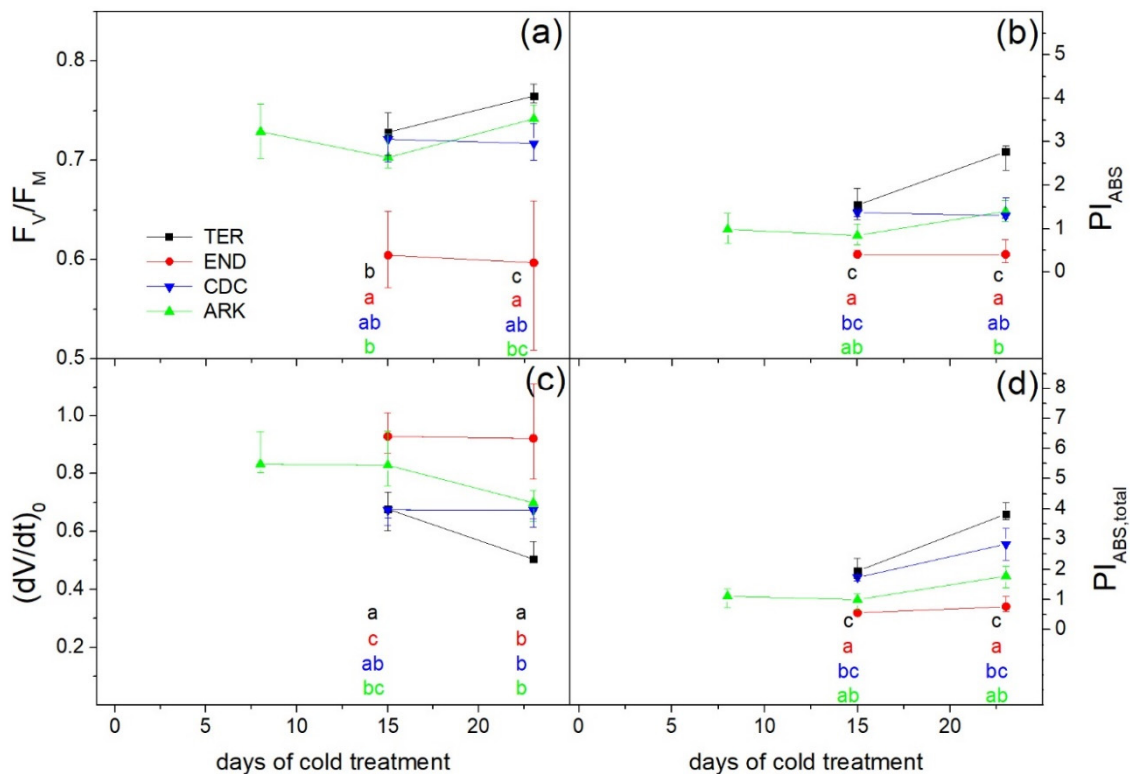 (a)
0.8
0.7
0.6
0.5
F_V/F_M
TER
END
CDC
ARK
b c
a a
ab ab
b bc
(b)
5
4
3
2
1
0
PI_ABS
c c
a a
bc ab
ab b
(c)
1.0
0.8
0.6
0.4
0.2
(dV/dt)_0
a a
c b
ab b
bc b
0 5 10 15 20
days of cold treatment
(d)
8
7
6
5
4
3
2
1
0
PI_ABS,total
c c
a a
bc bc
ab ab
0 5 10 15 20
days of cold treatment